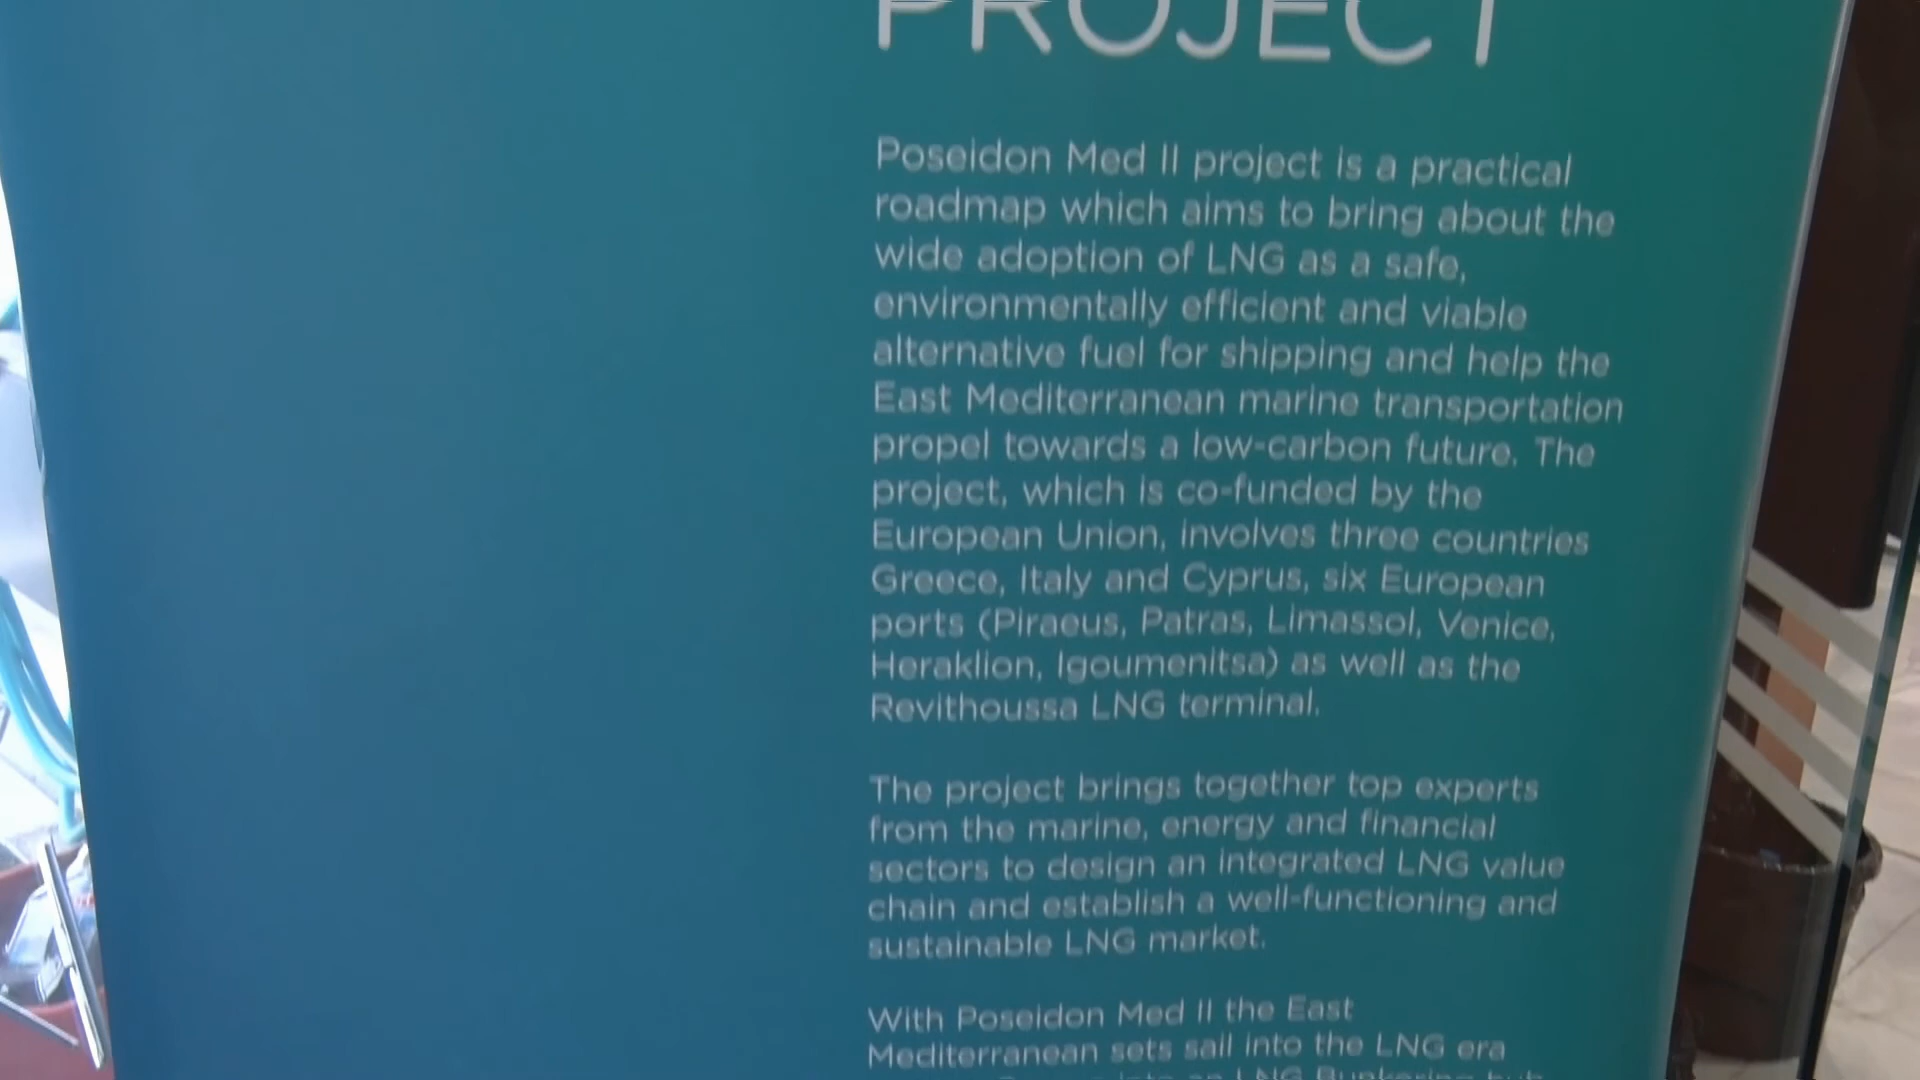 PROJECT
Poseidon Med II project is a practical
roadmap which aims to bring about the
wide adoption of LNG as a safe,
environmentally efficient and viable
alternative fuel for shipping and help the
East Mediterranean marine transportation
propel towards a low-carbon future. The
project, which is co-funded by the
European Union, involves three countries
Greece, Italy and Cyprus, six European
ports (Piraeus, Patras, Limassol, Venice,
Heraklion, Igoumenitsa) as well as the
Revithoussa LNG terminal.
The project brings together top experts
from the marine, energy and financial
sectors to design an integrated LNG value
chain and establish a well-functioning and
sustainable LNG market.
With Poseidon Med II the East
Mediterranean sets sail into the LNG era
into an LNG Bunkering hub